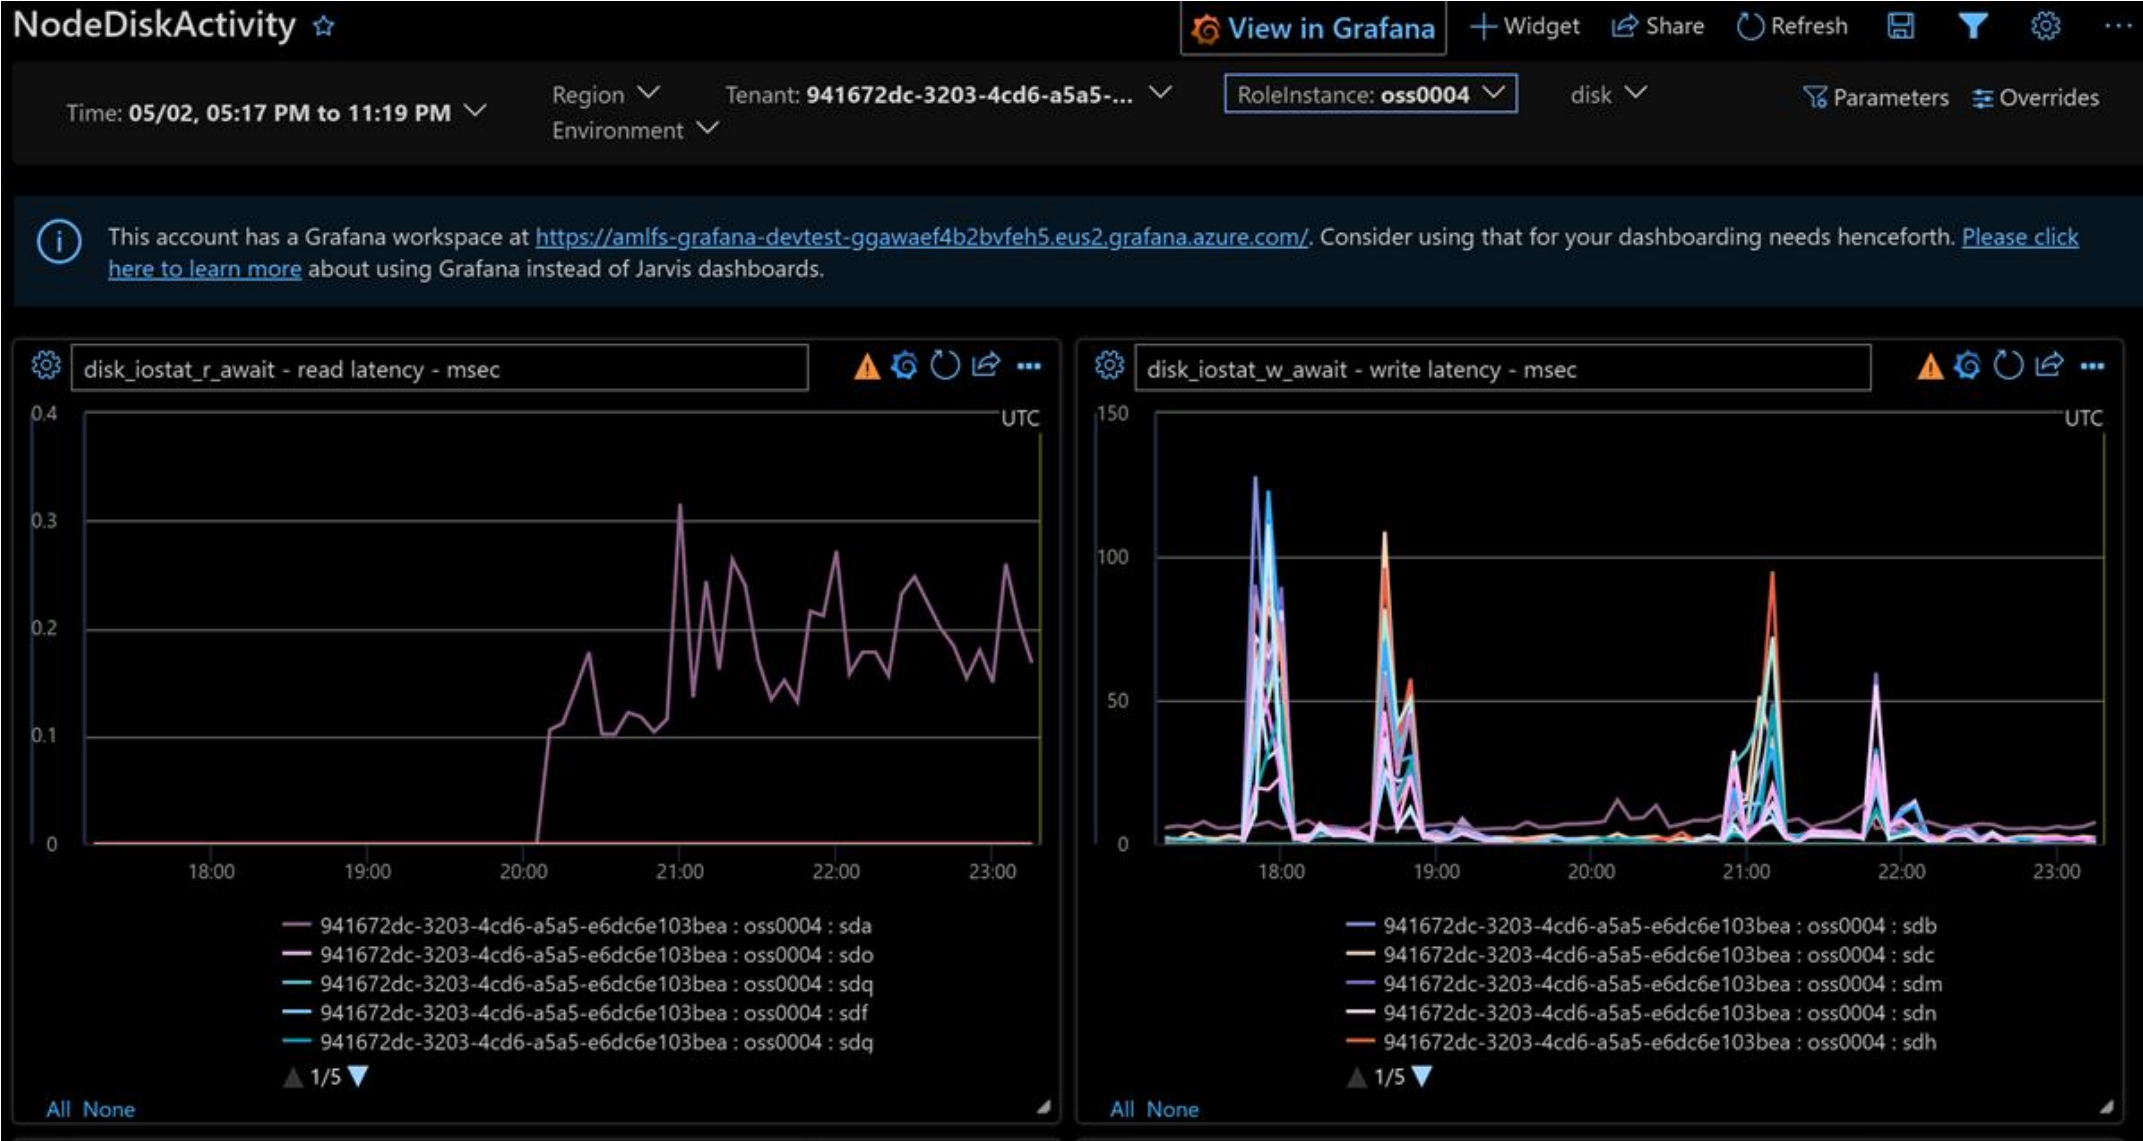 NodeDiskActivity
View in Grafana
Widget
Share
Refresh
Time: 05/02, 05:17 PM to 11:19 PM
Region
Environment
Tenant: 941672dc-3203-4cd6-a5a5-...
RoleInstance: oss0004
disk
Parameters
Overrides
This account has a Grafana workspace at https://amlfs-grafana-devtest-ggawaef4b2bvfeh5.eus2.grafana.azure.com/. Consider using that for your dashboarding needs henceforth. Please click
here to learn more about using Grafana instead of Jarvis dashboards.
disk_iostat_r_await - read latency - msec
UTC
0.4
0.3
0.2
0.1
0
18:00 19:00 20:00 21:00 22:00 23:00
941672dc-3203-4cd6-a5a5-e6dc6e103bea : oss0004 : sda
941672dc-3203-4cd6-a5a5-e6dc6e103bea : oss0004 : sdo
941672dc-3203-4cd6-a5a5-e6dc6e103bea : oss0004 : sdq
941672dc-3203-4cd6-a5a5-e6dc6e103bea : oss0004 : sdf
941672dc-3203-4cd6-a5a5-e6dc6e103bea : oss0004 : sdq
1/5
All None
disk_iostat_w_await - write latency - msec
UTC
150
100
50
0
18:00 19:00 20:00 21:00 22:00 23:00
941672dc-3203-4cd6-a5a5-e6dc6e103bea : oss0004 : sdb
941672dc-3203-4cd6-a5a5-e6dc6e103bea : oss0004 : sdc
941672dc-3203-4cd6-a5a5-e6dc6e103bea : oss0004 : sdm
941672dc-3203-4cd6-a5a5-e6dc6e103bea : oss0004 : sdn
941672dc-3203-4cd6-a5a5-e6dc6e103bea : oss0004 : sdh
1/5
All None